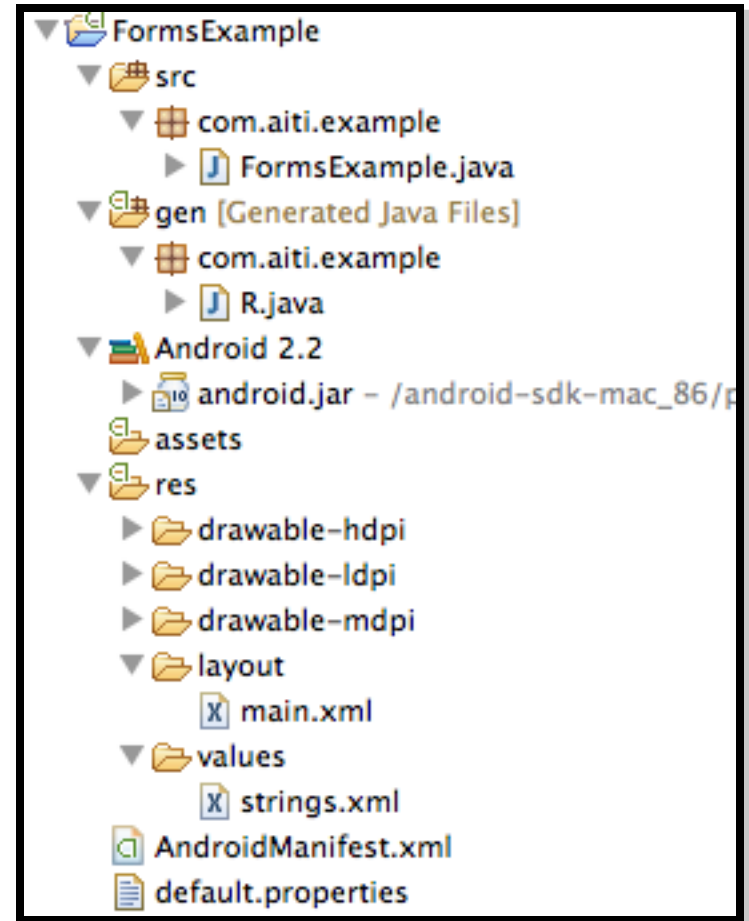 FormsExample
src
com.aiti.example
FormsExample.java
gen [Generated Java Files]
com.aiti.example
R.java
Android 2.2
android.jar – /android-sdk-mac_86/p
assets
res
drawable-hdpi
drawable-ldpi
drawable-mdpi
layout
main.xml
values
strings.xml
AndroidManifest.xml
default.properties